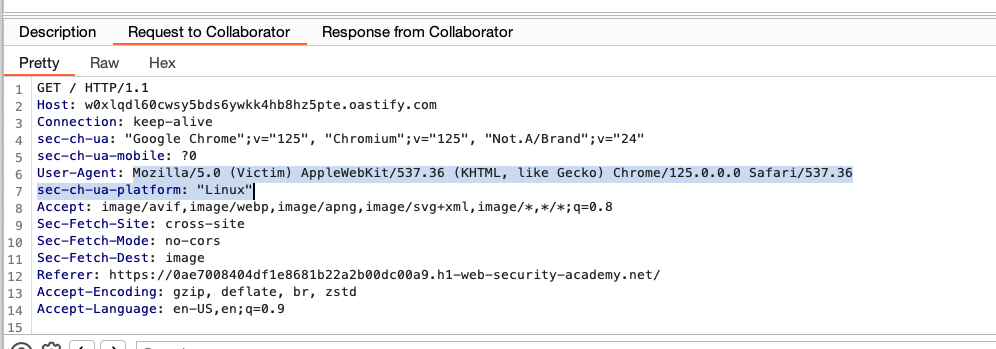 Description Request to Collaborator Response from Collaborator
Pretty Raw Hex
1 GET / HTTP/1.1
2 Host: w0xlqdl60cwsy5bds6ywkk4hb8hz5pte.oastify.com
3 Connection: keep-alive
4 sec-ch-ua: "Google Chrome";v="125", "Chromium";v="125", "Not.A/Brand";v="24"
5 sec-ch-ua-mobile: ?0
6 User-Agent: Mozilla/5.0 (Victim) AppleWebKit/537.36 (KHTML, like Gecko) Chrome/125.0.0.0 Safari/537.36
7 sec-ch-ua-platform: "Linux"
8 Accept: image/avif,image/webp,image/apng,image/svg+xml,image/*,*/*;q=0.8
9 Sec-Fetch-Site: cross-site
10 Sec-Fetch-Mode: no-cors
11 Sec-Fetch-Dest: image
12 Referer: https://0ae7008404df1e8681b22a2b00dc00a9.h1-web-security-academy.net/
13 Accept-Encoding: gzip, deflate, br, zstd
14 Accept-Language: en-US,en;q=0.9
15